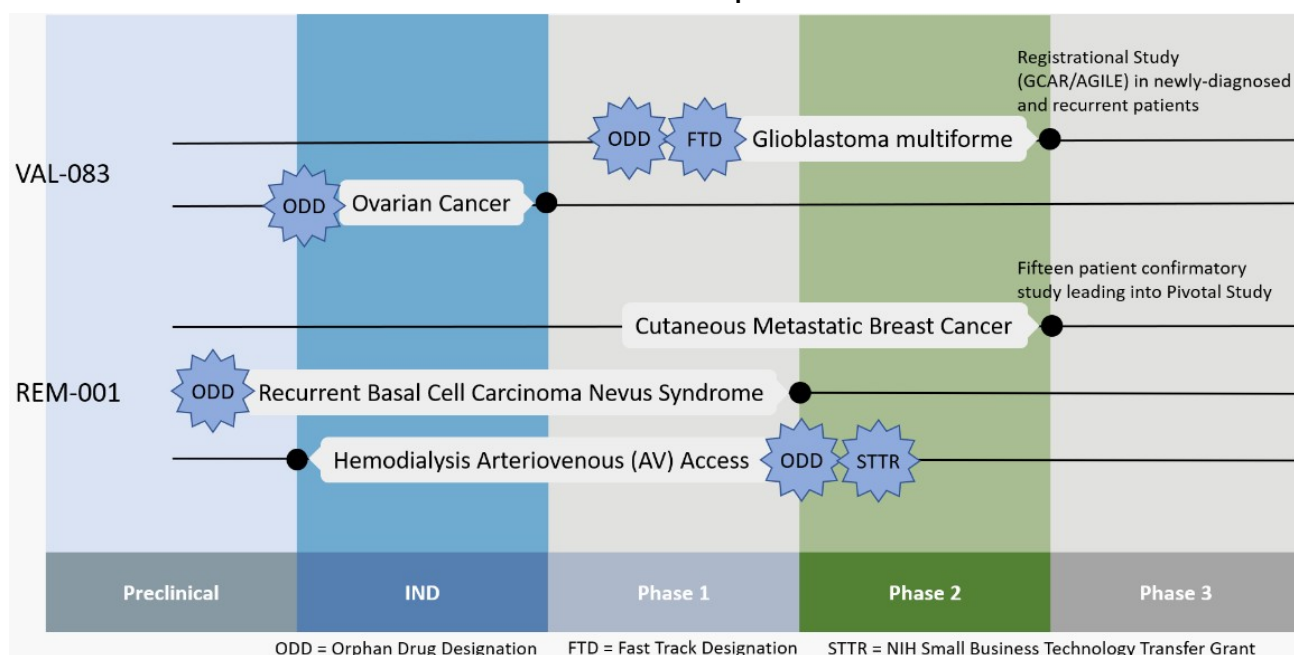 Registrational Study
(GCAR/AGILE) in newly-diagnosed
and recurrent patients
VAL-083
ODD FTD Glioblastoma multiforme
ODD Ovarian Cancer
Fifteen patient confirmatory
study leading into Pivotal Study
Cutaneous Metastatic Breast Cancer
REM-001
ODD Recurrent Basal Cell Carcinoma Nevus Syndrome
Hemodialysis Arteriovenous (AV) Access ODD STTR
Preclinical IND Phase 1 Phase 2 Phase 3
ODD = Orphan Drug Designation FTD = Fast Track Designation STTR = NIH Small Business Technology Transfer Grant